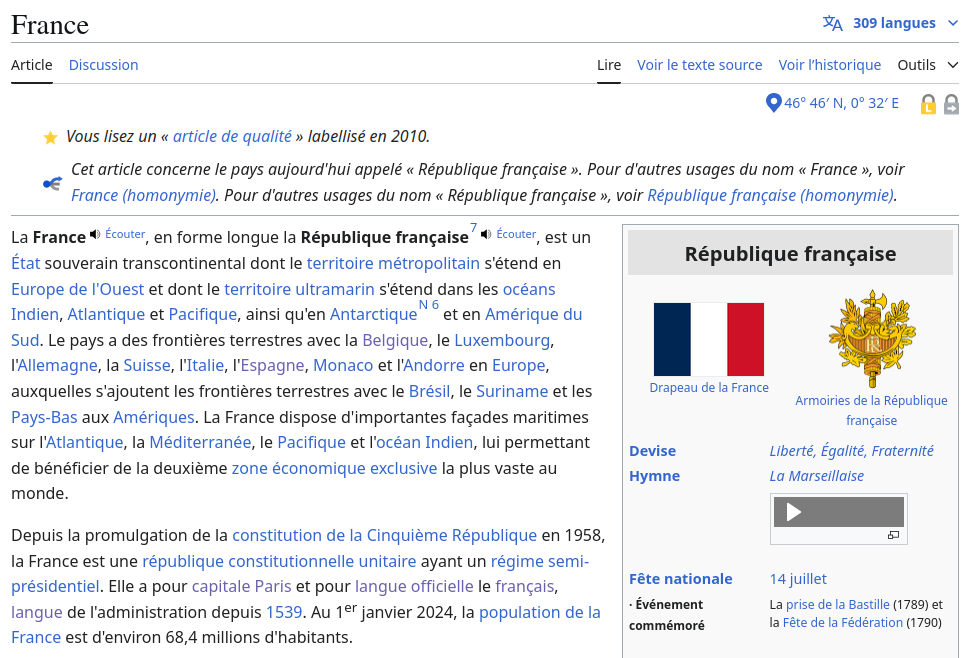 France
309 langues
Article Discussion Lire Voir le texte source Voir l’historique Outils
46° 46′ N, 0° 32′ E
L
Vous lisez un « article de qualité » labellisé en 2010.
Cet article concerne le pays aujourd'hui appelé « République française ». Pour d'autres usages du nom « France », voir
France (homonymie). Pour d'autres usages du nom « République française », voir République française (homonymie).
La France Écouter, en forme longue la République française7 Écouter, est un
État souverain transcontinental dont le territoire métropolitain s'étend en
Europe de l'Ouest et dont le territoire ultramarin s'étend dans les océans
Indien, Atlantique et Pacifique, ainsi qu'en AntarctiqueN 6 et en Amérique du
Sud. Le pays a des frontières terrestres avec la Belgique, le Luxembourg,
l'Allemagne, la Suisse, l'Italie, l'Espagne, Monaco et l'Andorre en Europe,
auxquelles s'ajoutent les frontières terrestres avec le Brésil, le Suriname et les
Pays-Bas aux Amériques. La France dispose d'importantes façades maritimes
sur l'Atlantique, la Méditerranée, le Pacifique et l'océan Indien, lui permettant
de bénéficier de la deuxième zone économique exclusive la plus vaste au
monde.
Depuis la promulgation de la constitution de la Cinquième République en 1958,
la France est une république constitutionnelle unitaire ayant un régime semi-
présidentiel. Elle a pour capitale Paris et pour langue officielle le français,
langue de l'administration depuis 1539. Au 1er janvier 2024, la population de la
France est d'environ 68,4 millions d'habitants.
République française
Drapeau de la France
Armoiries de la République
française
Devise Liberté, Égalité, Fraternité
Hymne La Marseillaise
Fête nationale 14 juillet
· Événement
commémoré
La prise de la Bastille (1789) et
la Fête de la Fédération (1790)